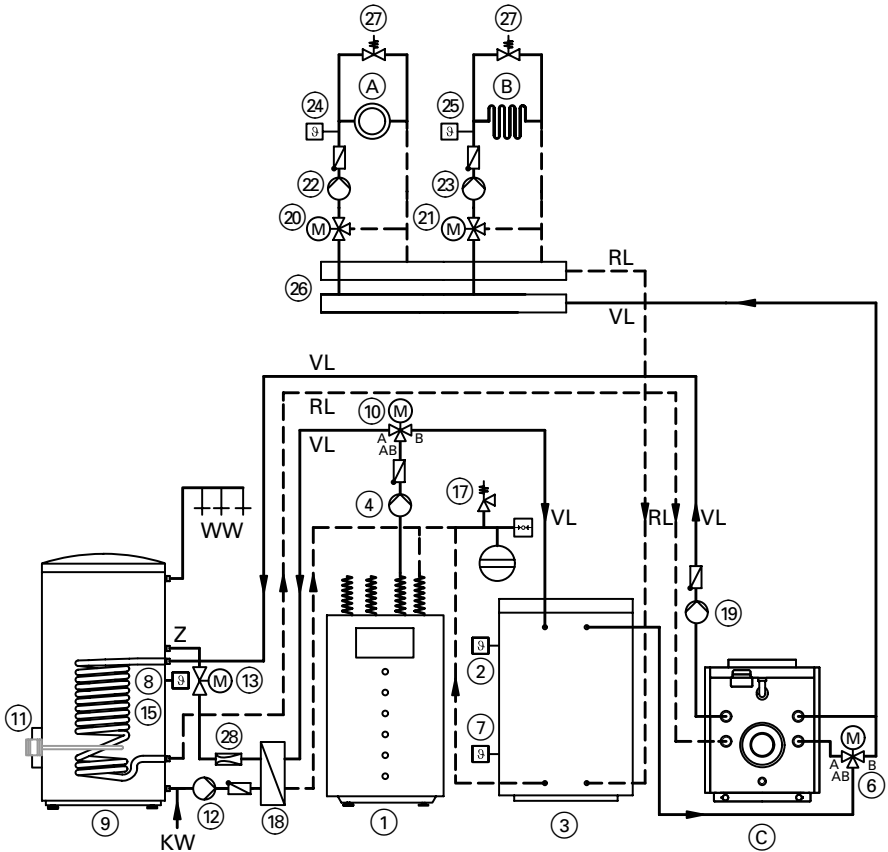 27 27
A B
24 25
ϑ ϑ
22 23
20 M 21 M
RL
26
VL
VL
RL
10 M
A B
AB
VL
17
4
WW
VL RL VL
19
Z
2 ϑ
8 ϑ M 13
15
11
7 ϑ
M
28
A B
AB
6
12 18
9 1 3 C
KW